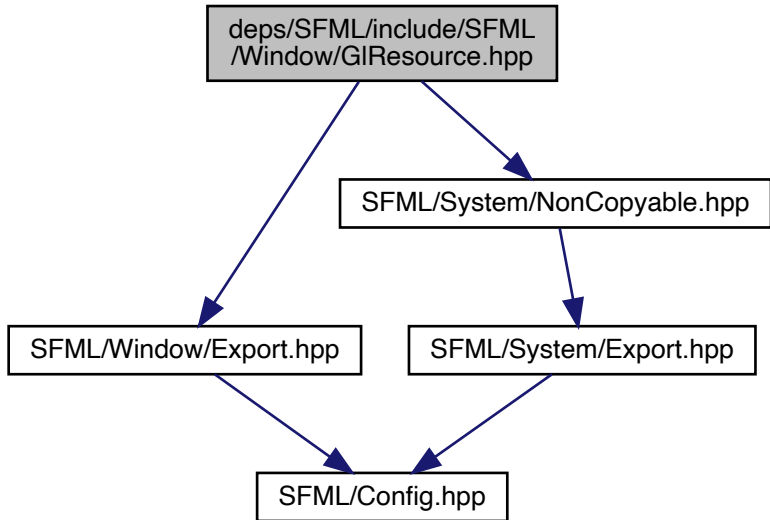 deps/SFML/include/SFML
/Window/GlResource.hpp
SFML/System/NonCopyable.hpp
SFML/Window/Export.hpp
SFML/System/Export.hpp
SFML/Config.hpp